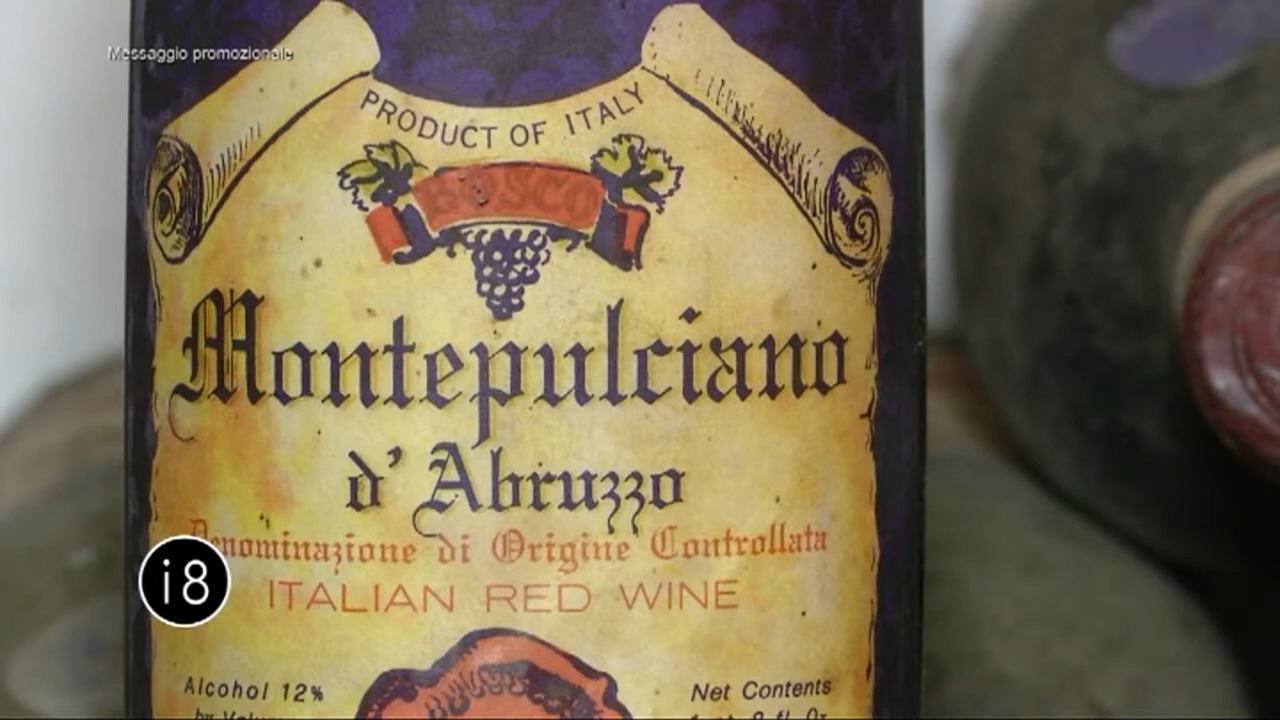 Messaggio promozionale
PRODUCT OF ITALY
BOSCO
Montepulciano
d'Abruzzo
Denominazione di Origine Controllata
i8
ITALIAN RED WINE
Alcohol 12%
Net Contents
by